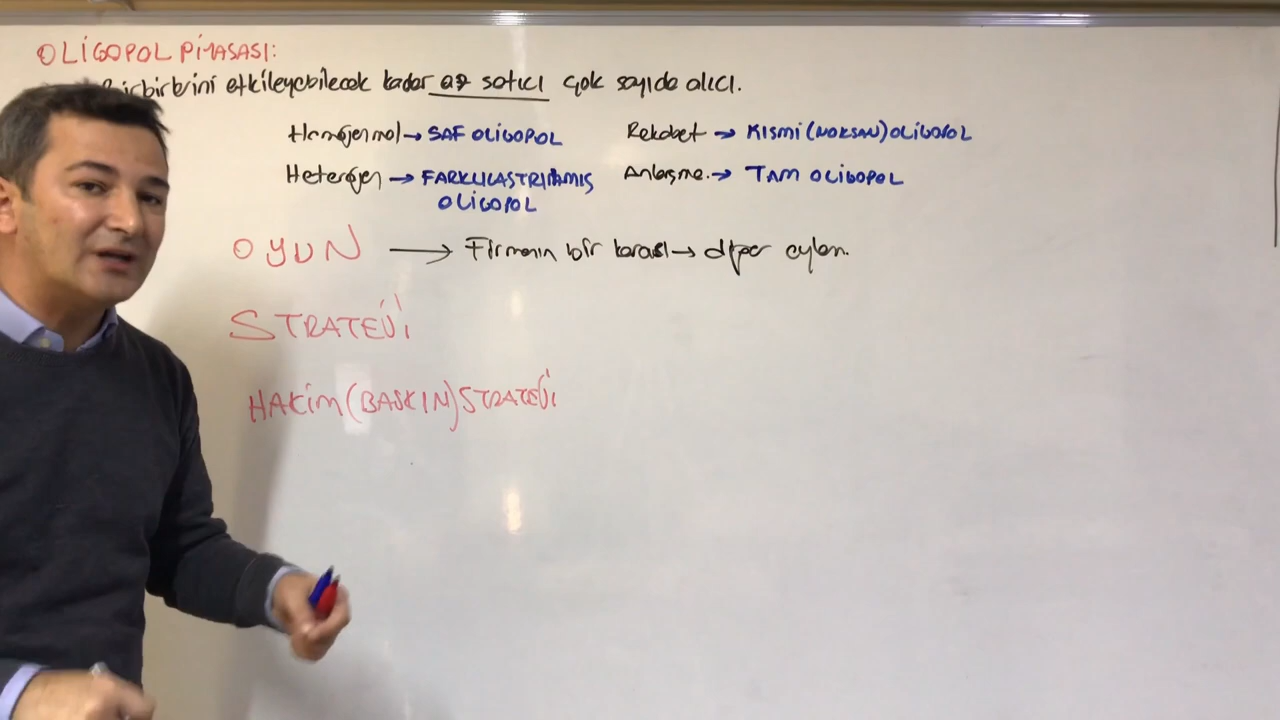 OLİGOPOL PİYASASI:
Birbirini etkileyebilecek kadar az satıcı çok sayıda alıcı.
Homojen mal → SAF OLİGOPOL Rekabet → KISMİ (NOKSAN) OLİGOPOL
Heterojen → FARKLILAŞTIRILMIŞ Anlaşma. → TAM OLİGOPOL
OLİGOPOL
OYUN → Firmanın bir kararı → diğer eylem.
STRATEJİ
HAKİM (BASKIN) STRATEJİ